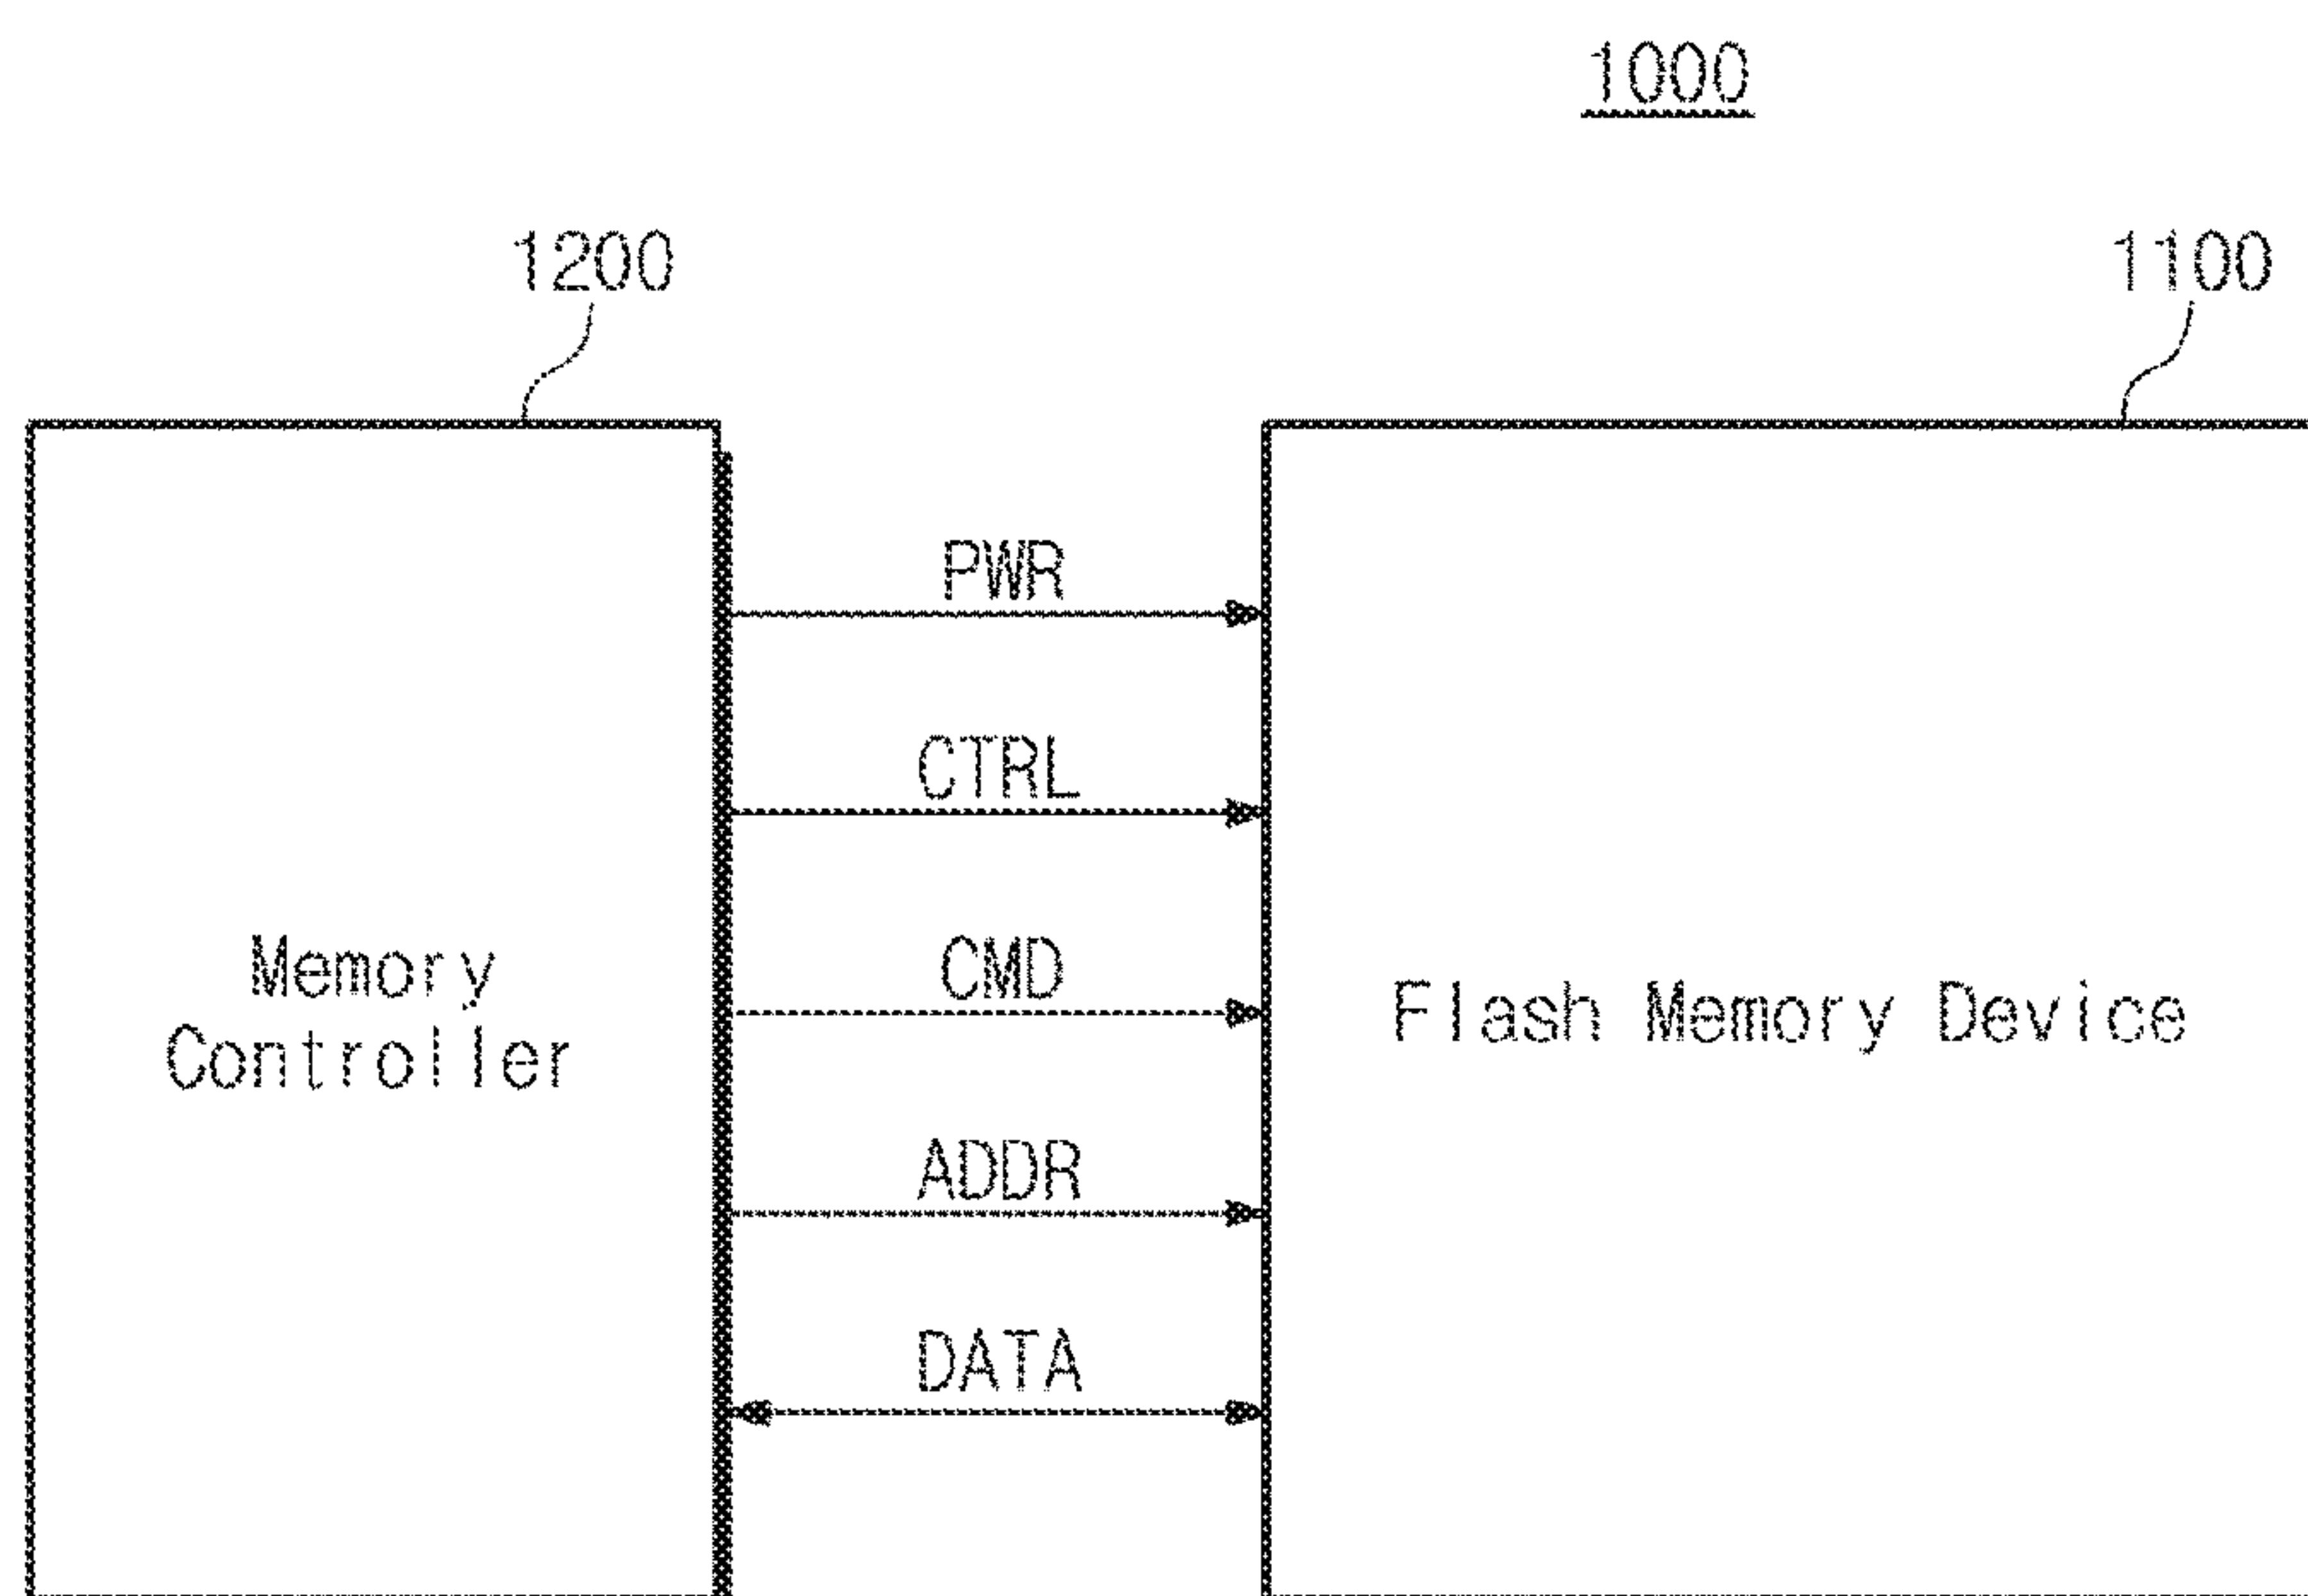 1000
1200
1100
PWR
CTRL
CMD
Memory
Controller
Flash Memory Device
ADDR
DATA